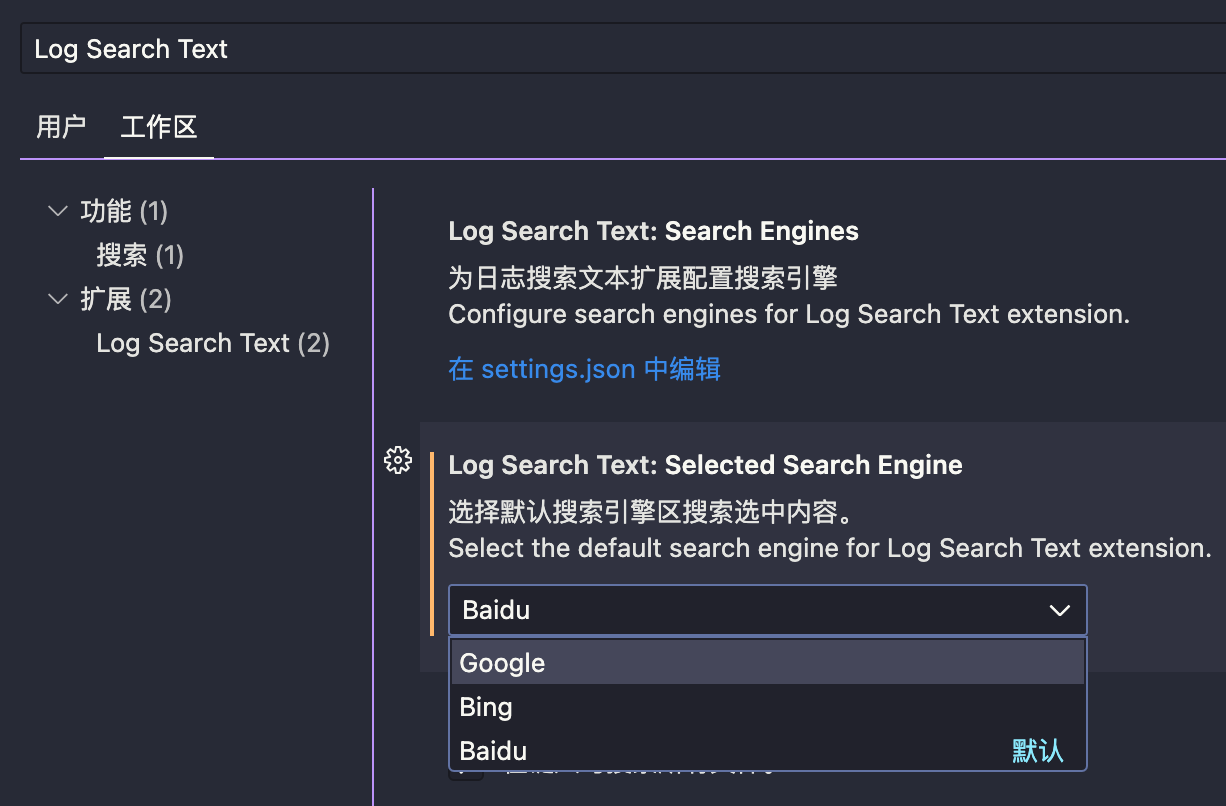 Log Search Text
用户 工作区
功能 (1)
搜索 (1)
扩展 (2)
Log Search Text (2)
Log Search Text: Search Engines
为日志搜索文本扩展配置搜索引擎
Configure search engines for Log Search Text extension.
在 settings.json 中编辑
Log Search Text: Selected Search Engine
选择默认搜索引擎区搜索选中内容。
Select the default search engine for Log Search Text extension.
Baidu
Google
Bing
Baidu 默认